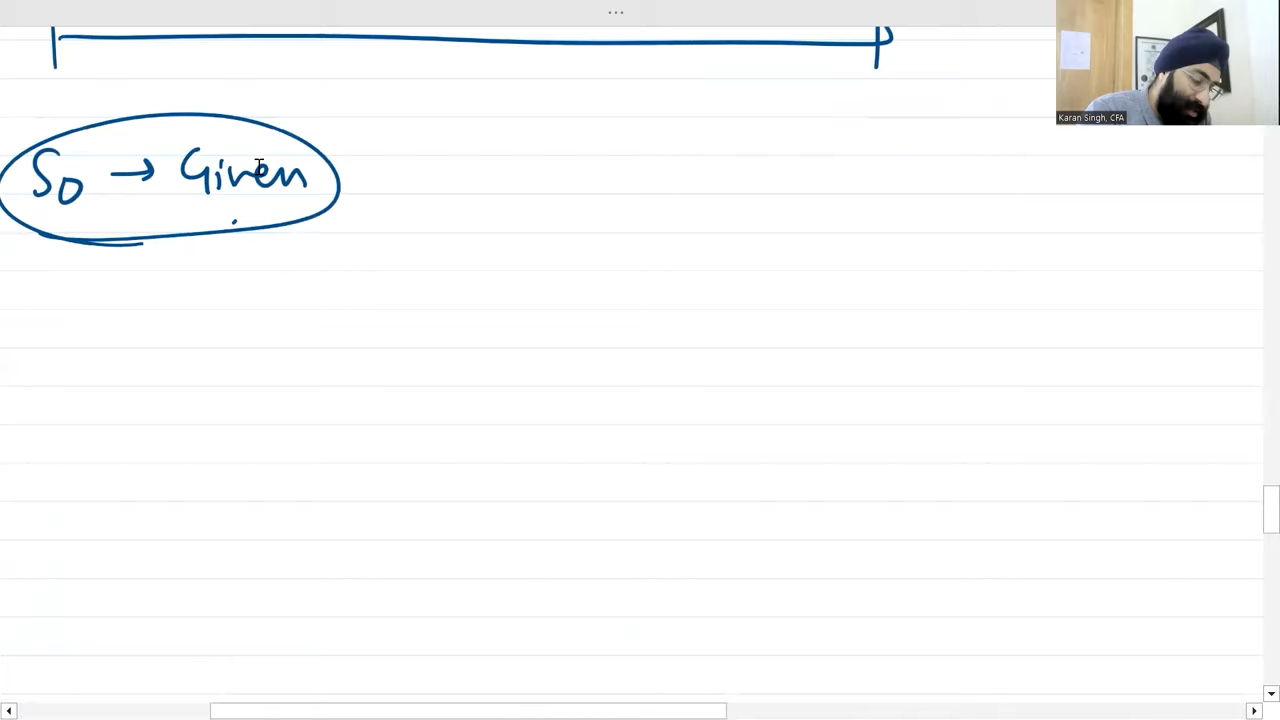 S0 → Given
Karan Singh, CFA